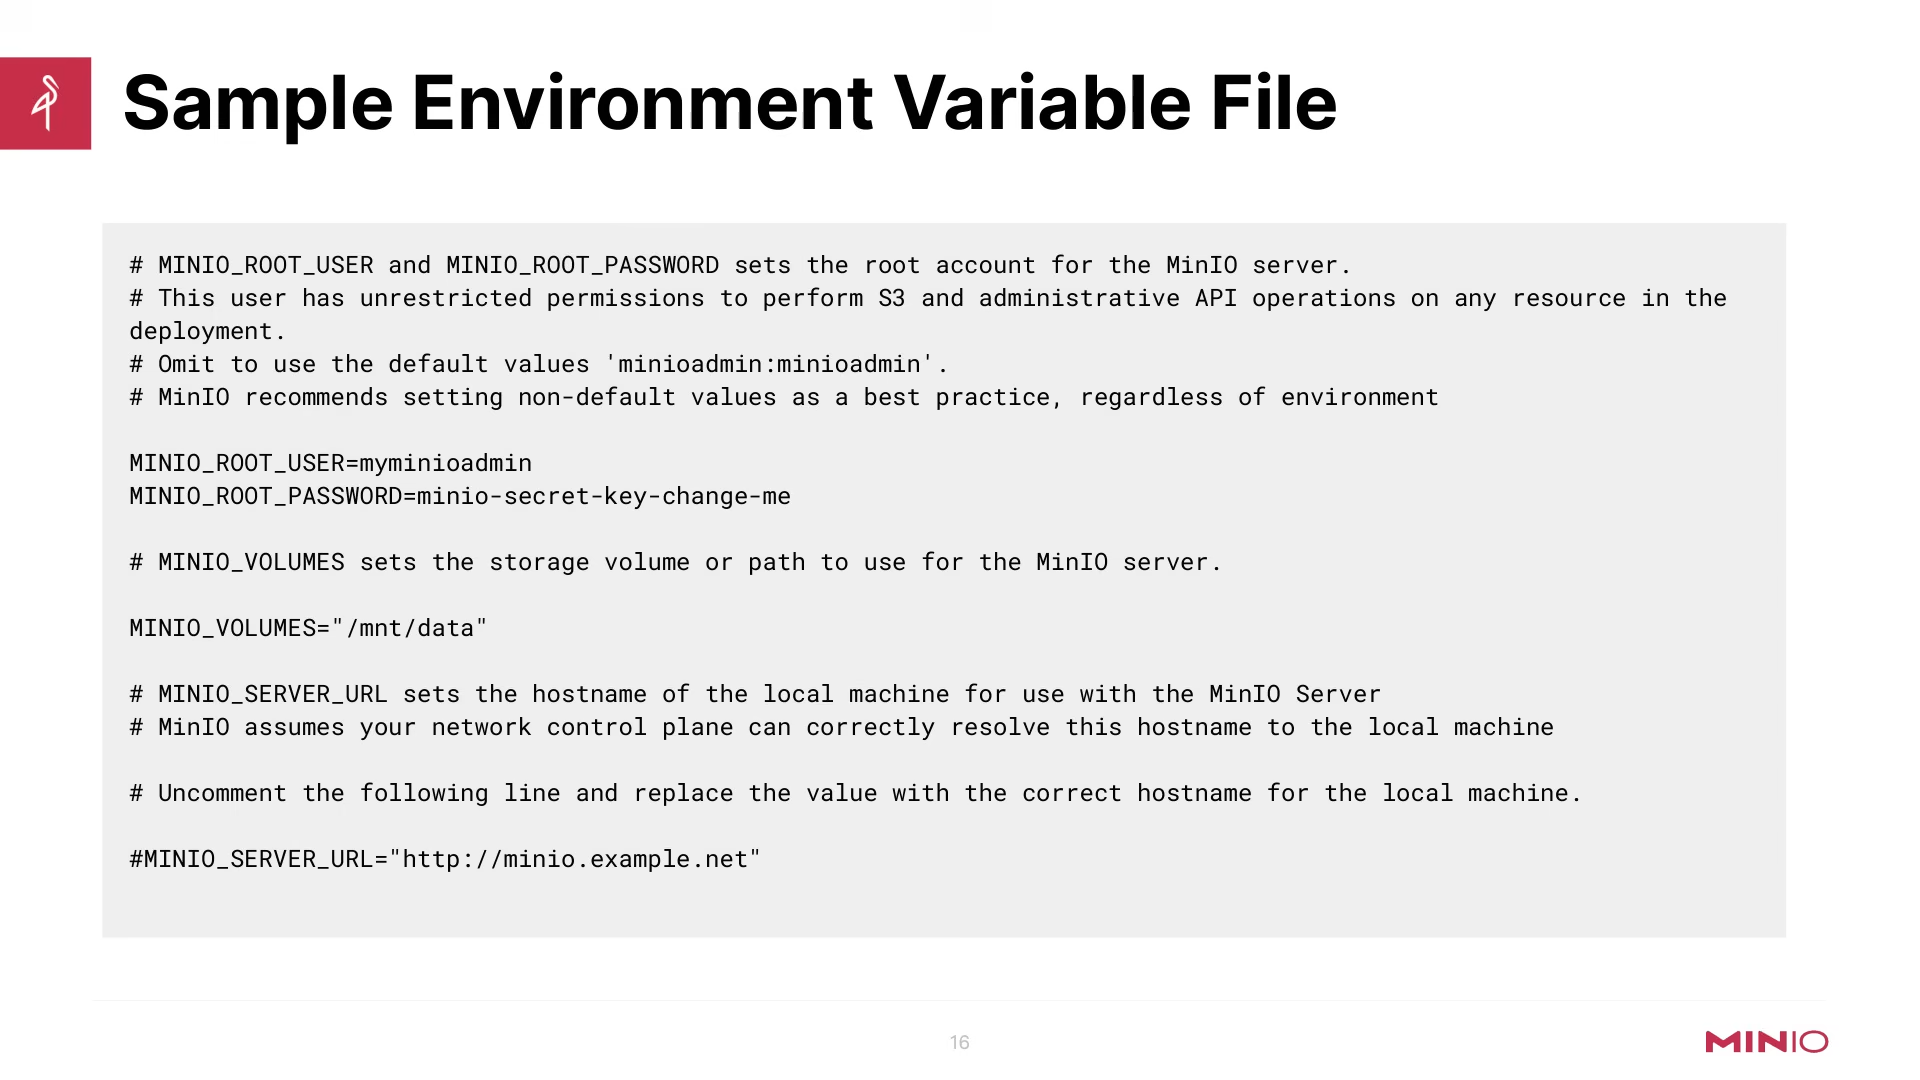 Sample Environment Variable File
# MINIO_ROOT_USER and MINIO_ROOT_PASSWORD sets the root account for the MinIO server.
# This user has unrestricted permissions to perform S3 and administrative API operations on any resource in the
deployment.
# Omit to use the default values 'minioadmin:minioadmin'.
# MinIO recommends setting non-default values as a best practice, regardless of environment
MINIO_ROOT_USER=myminioadmin
MINIO_ROOT_PASSWORD=minio-secret-key-change-me
# MINIO_VOLUMES sets the storage volume or path to use for the MinIO server.
MINIO_VOLUMES="/mnt/data"
# MINIO_SERVER_URL sets the hostname of the local machine for use with the MinIO Server
# MinIO assumes your network control plane can correctly resolve this hostname to the local machine
# Uncomment the following line and replace the value with the correct hostname for the local machine.
#MINIO_SERVER_URL="http://minio.example.net"
16
MINIO